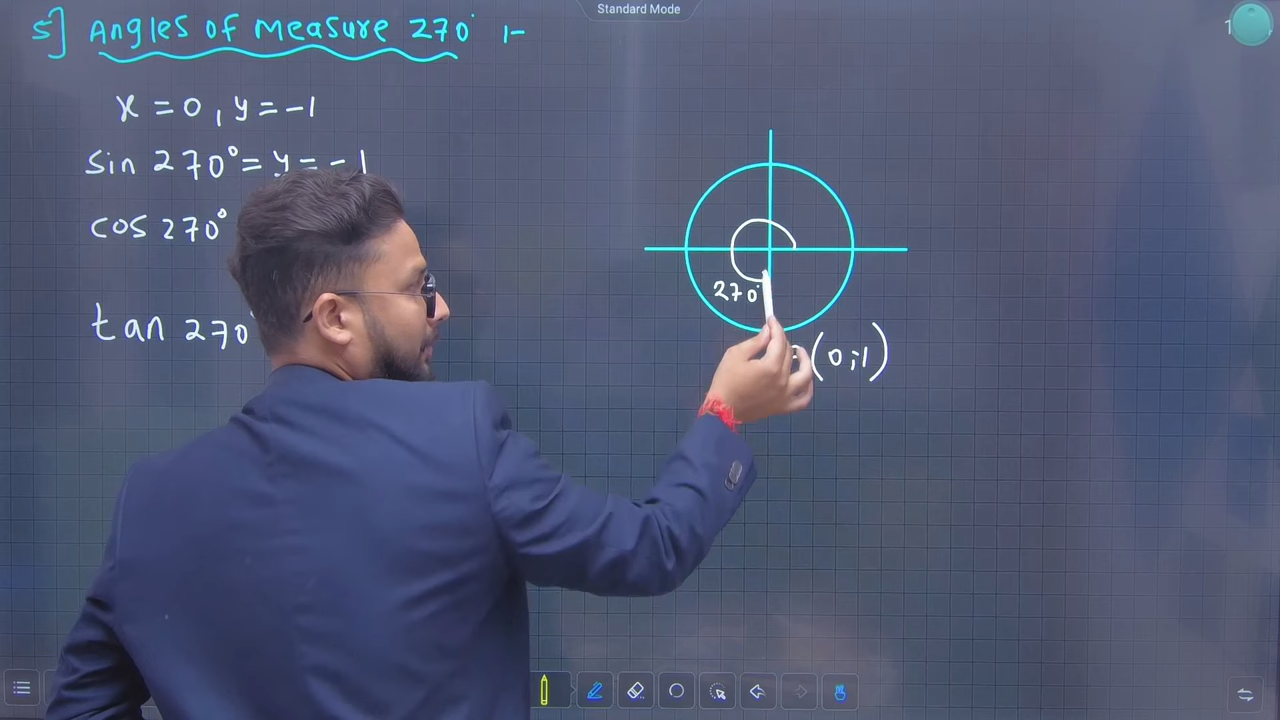 Standard Mode
5] Angles of measure 270° :-
x = 0, y = -1
sin 270° = y = -1
cos 270°
tan 270°
270°
(0,-1)